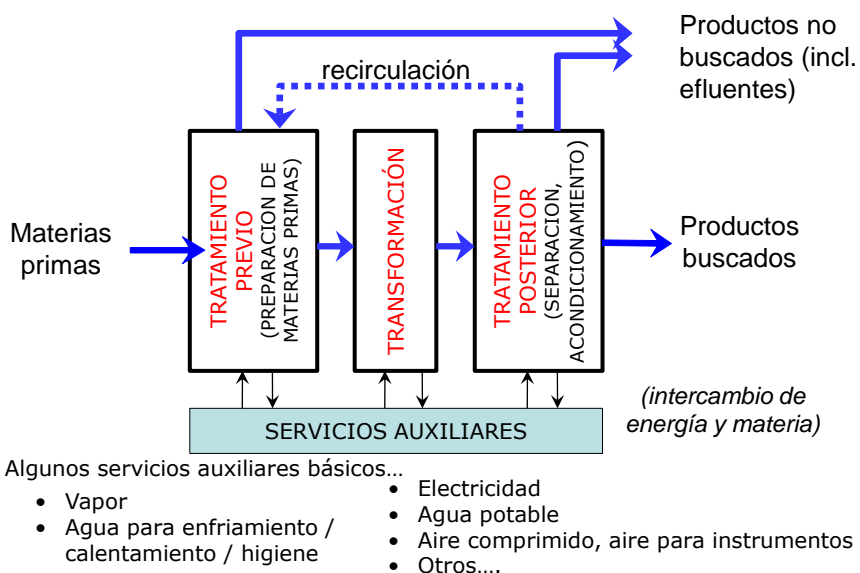 Productos no
buscados (incl.
efluentes)
recirculación
Materias
primas
TRATAMIENTO
PREVIO
(PREPARACION DE
MATERIAS PRIMAS)
TRANSFORMACIÓN
TRATAMIENTO
POSTERIOR
(SEPARACION,
ACONDICIONAMIENTO)
Productos
buscados
SERVICIOS AUXILIARES
(intercambio de
energía y materia)
Algunos servicios auxiliares básicos…
• Vapor
• Agua para enfriamiento /
calentamiento / higiene
• Electricidad
• Agua potable
• Aire comprimido, aire para instrumentos
• Otros….